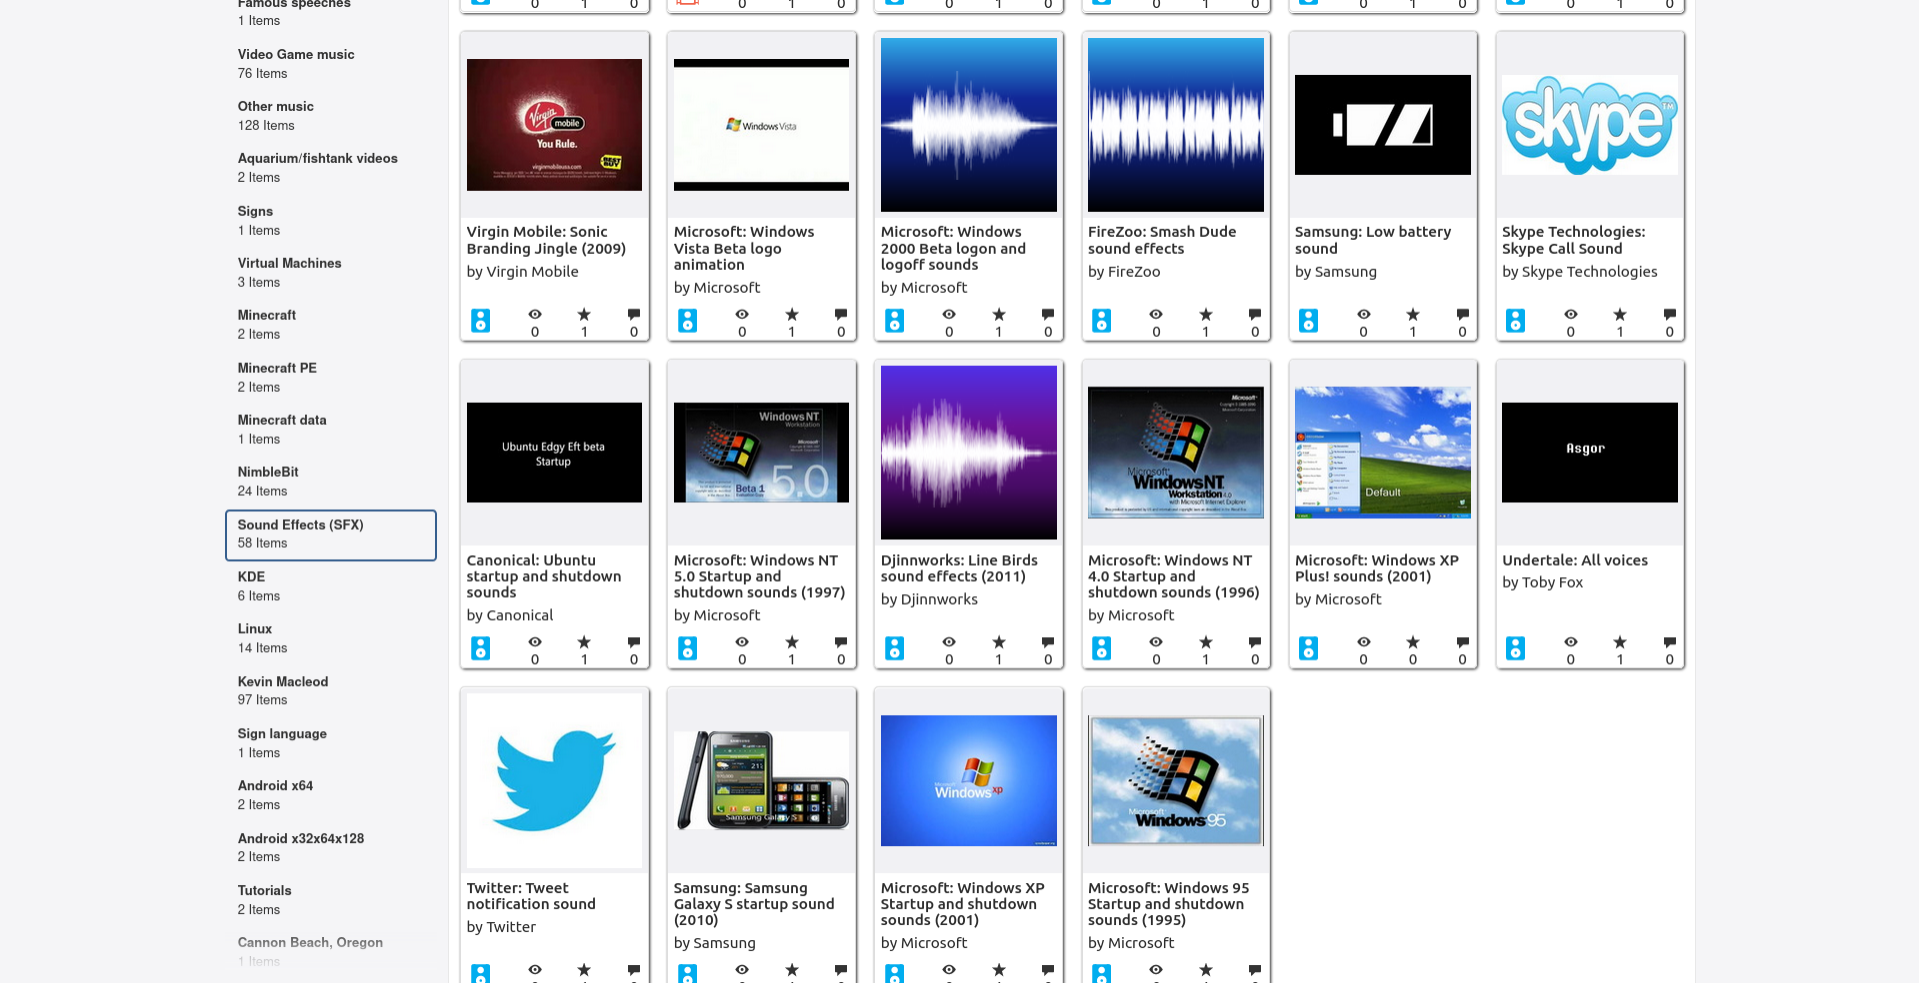 Famous speeches
1 Items
Video Game music
76 Items
Other music
128 Items
Aquarium/fishtank videos
2 Items
Signs
1 Items
Virtual Machines
3 Items
Minecraft
2 Items
Minecraft PE
2 Items
Minecraft data
1 Items
NimbleBit
24 Items
Sound Effects (SFX)
58 Items
KDE
6 Items
Linux
14 Items
Kevin Macleod
97 Items
Sign language
1 Items
Android x64
2 Items
Android x32x64x128
2 Items
Tutorials
2 Items
Cannon Beach, Oregon
1 Items
0 1 0
0 1 0
0 1 0
0 1 0
0 1 0
0 1 0
Virgin
mobile
You Rule.
virginmobileusa.com
BEST BUY
Virgin Mobile: Sonic
Branding Jingle (2009)
by Virgin Mobile
0 1 0
Windows Vista
Microsoft: Windows
Vista Beta logo
animation
by Microsoft
0 1 0
Microsoft: Windows
2000 Beta logon and
logoff sounds
by Microsoft
0 1 0
FireZoo: Smash Dude
sound effects
by FireZoo
0 1 0
Samsung: Low battery
sound
by Samsung
0 1 0
skype TM
Skype Technologies:
Skype Call Sound
by Skype Technologies
0 1 0
Ubuntu Edgy Eft beta
Startup
Canonical: Ubuntu
startup and shutdown
sounds
by Canonical
0 1 0
Windows NT
Workstation
Microsoft
Beta 1
5.0
Microsoft: Windows NT
5.0 Startup and
shutdown sounds (1997)
by Microsoft
0 1 0
Djinnworks: Line Birds
sound effects (2011)
by Djinnworks
0 1 0
Microsoft
Microsoft
Windows NT
Workstation 4.0
with Microsoft Internet Explorer
Microsoft: Windows NT
4.0 Startup and
shutdown sounds (1996)
by Microsoft
0 1 0
Default
Microsoft: Windows XP
Plus! sounds (2001)
by Microsoft
0 0 0
Asgor
Undertale: All voices
by Toby Fox
0 1 0
Twitter: Tweet
notification sound
by Twitter
SAMSUNG
Samsung Galaxy S
Samsung: Samsung
Galaxy S startup sound
(2010)
by Samsung
Microsoft
Windows xp
Microsoft: Windows XP
Startup and shutdown
sounds (2001)
by Microsoft
Microsoft
Windows 95
Microsoft: Windows 95
Startup and shutdown
sounds (1995)
by Microsoft